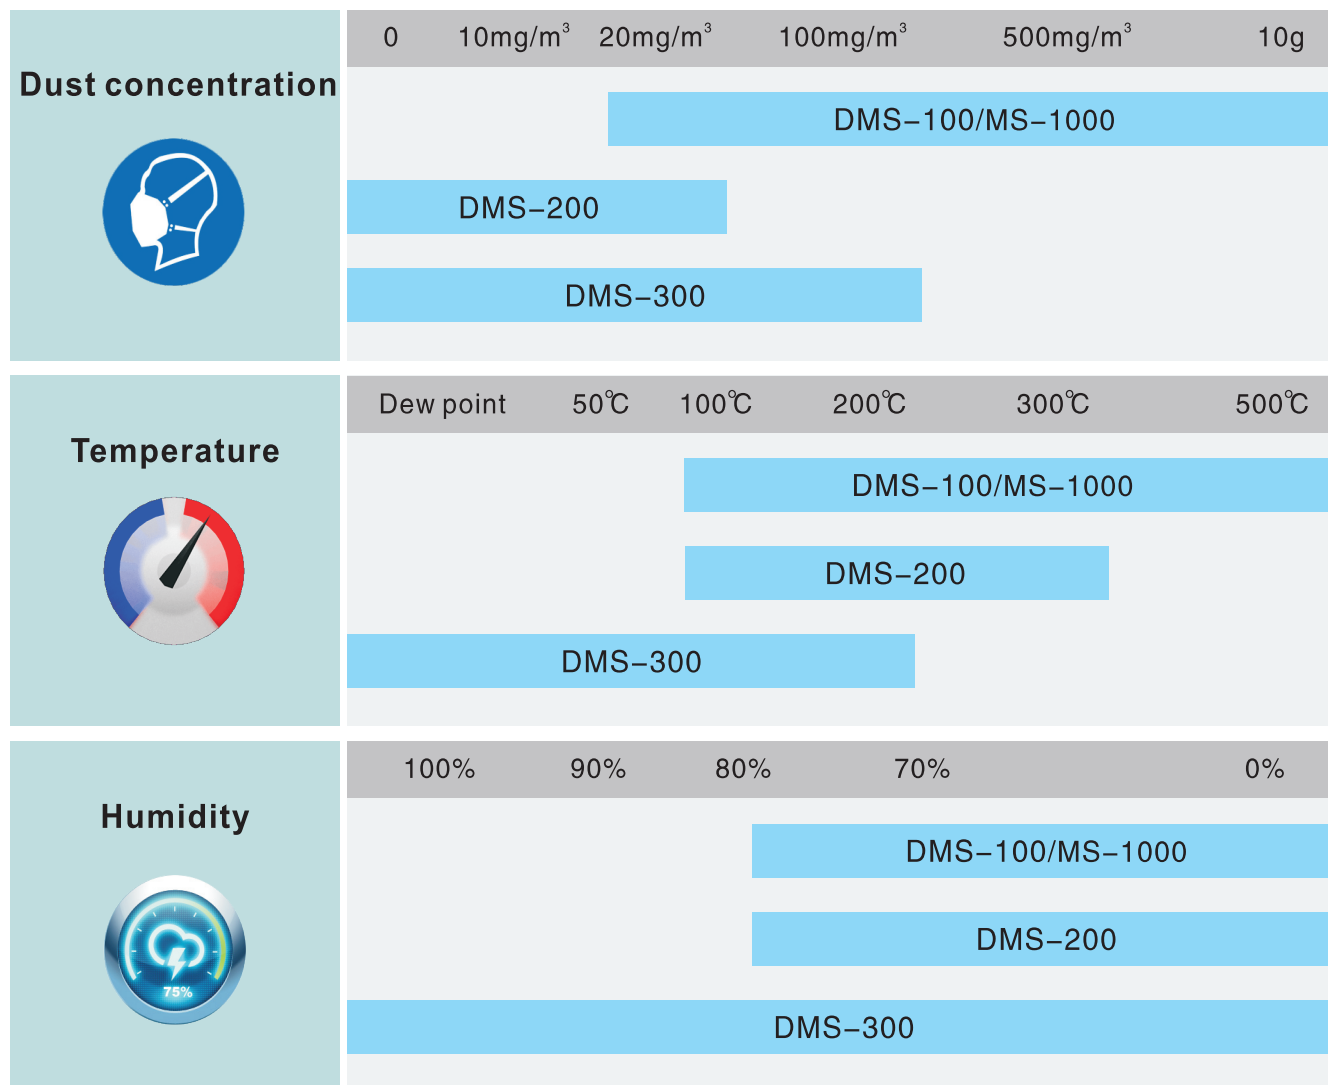 Dust concentration
0 10mg/m³ 20mg/m³ 100mg/m³ 500mg/m³ 10g
DMS–100/MS–1000
DMS–200
DMS–300
Temperature
Dew point 50℃ 100℃ 200℃ 300℃ 500℃
DMS–100/MS–1000
DMS–200
DMS–300
Humidity
100% 90% 80% 70% 0%
DMS–100/MS–1000
DMS–200
75%
DMS–300